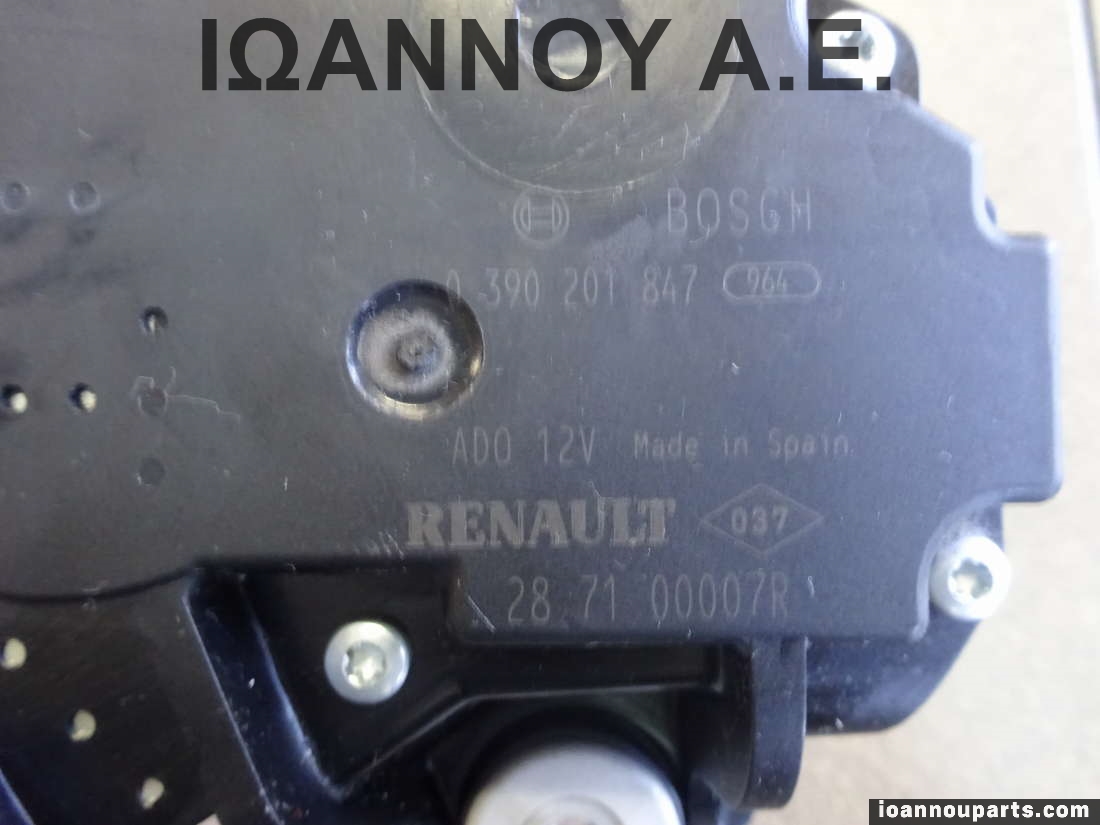 ΙΩΑΝΝΟΥ Α.Ε.
BOSCH
0 390 201 847 964
ADO 12V Made in Spain
RENAULT 037
28 71 00007R
ioannouparts.com